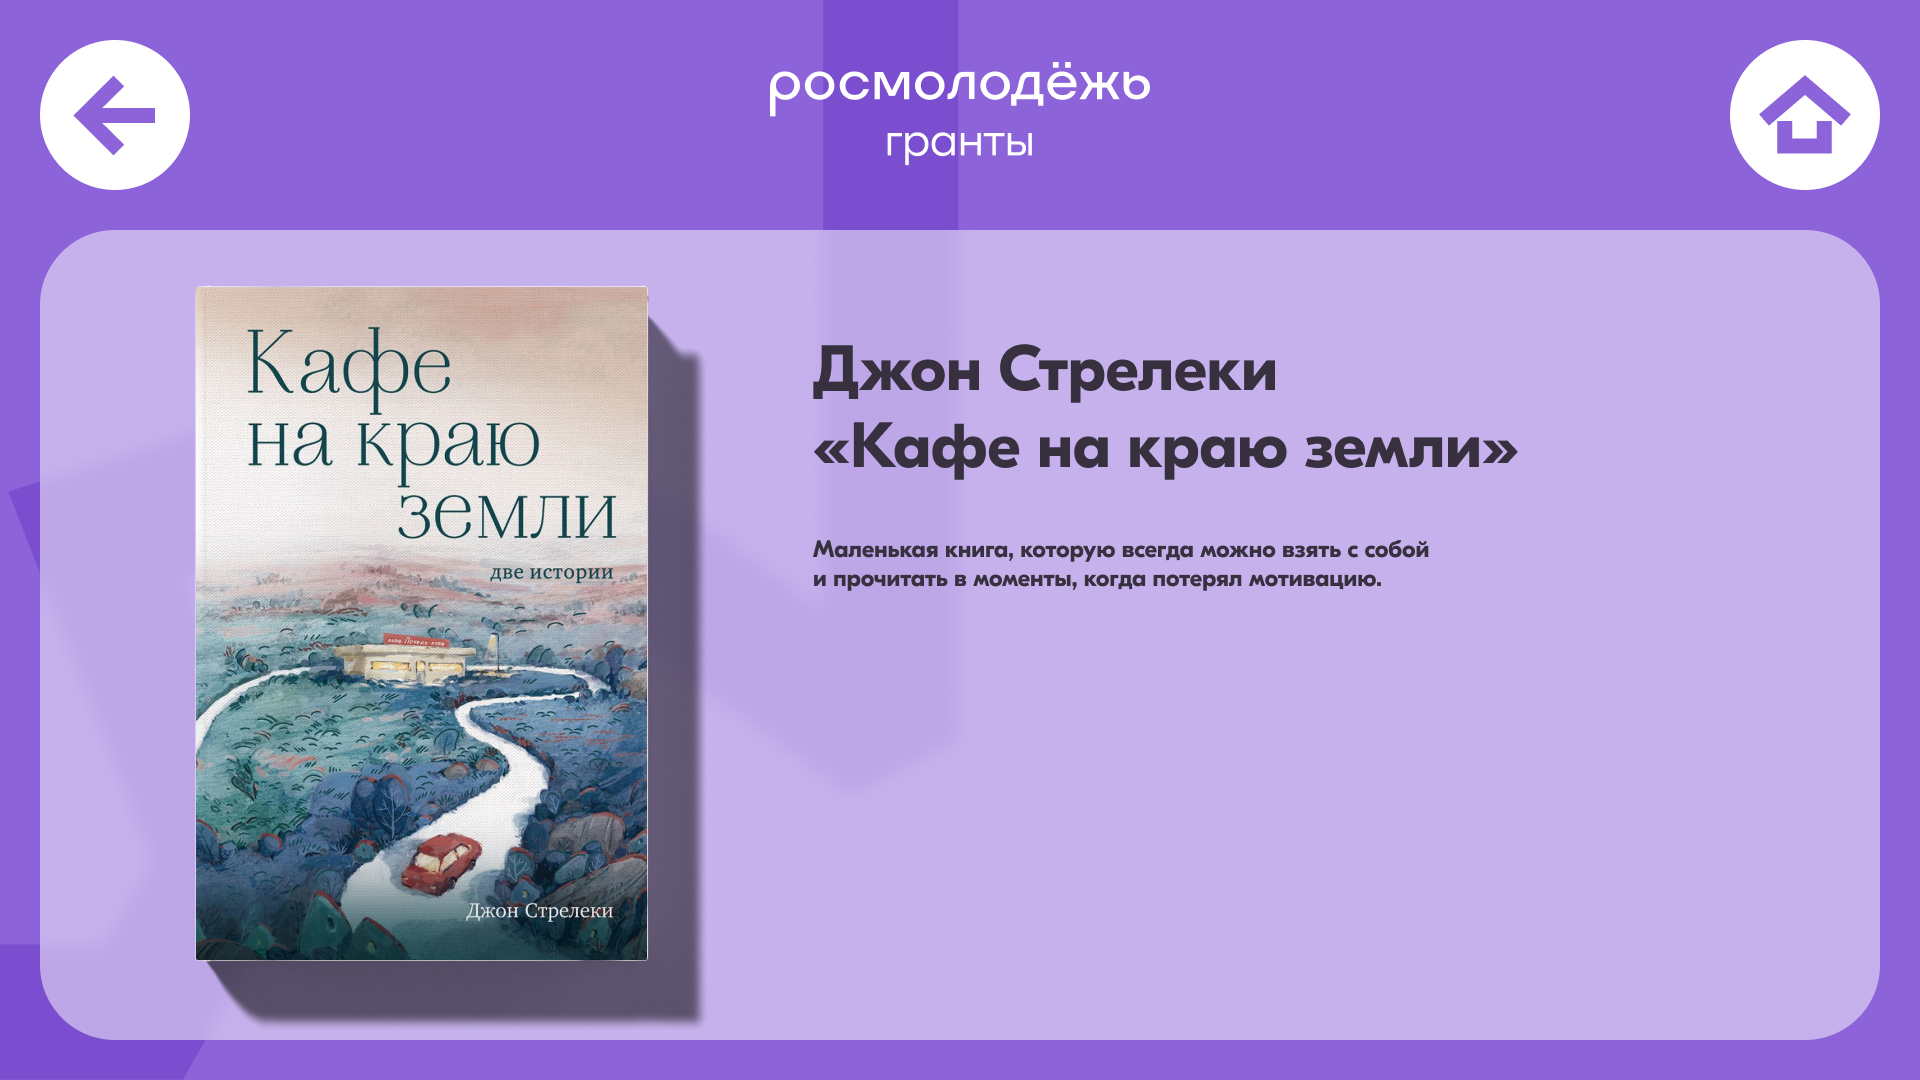 росмолодёжь
гранты
Кафе
на краю
земли
две истории
Джон Стрелеки
Джон Стрелеки
«Кафе на краю земли»
Маленькая книга, которую всегда можно взять с собой
и прочитать в моменты, когда потерял мотивацию.